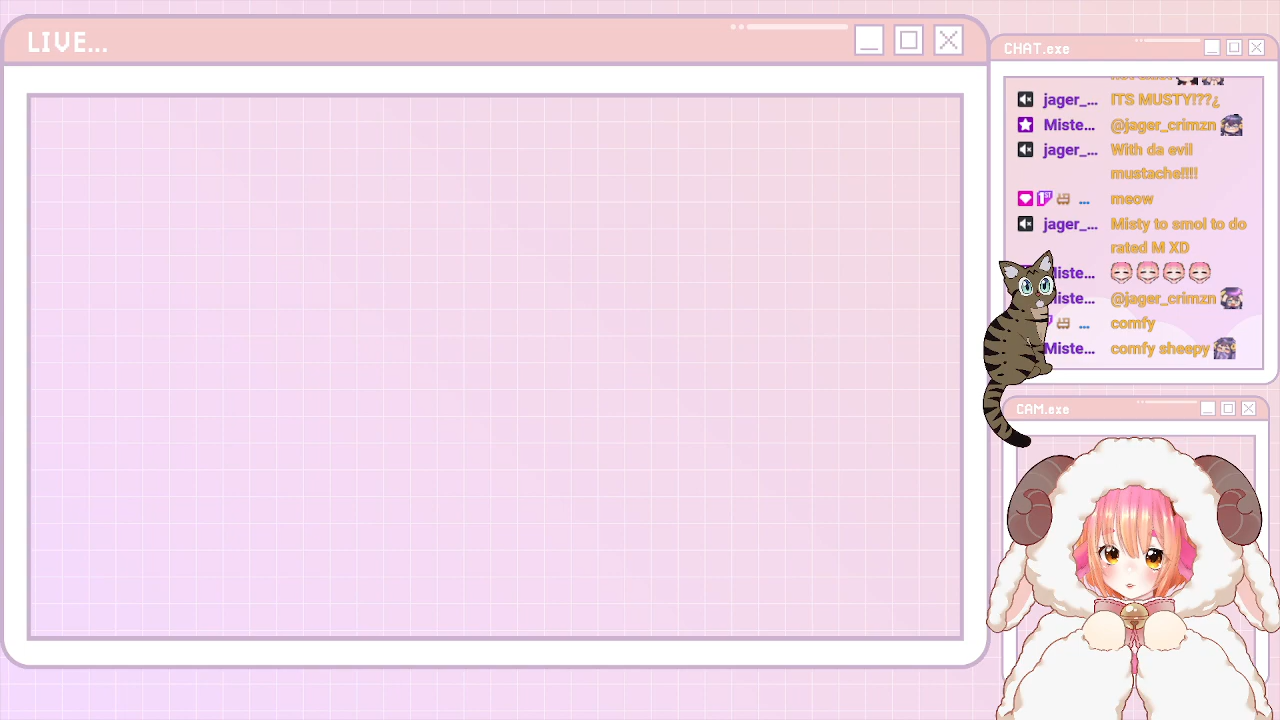 LIVE...
CHAT.exe
jager_... ITS MUSTY!??¿
Miste... @jager_crimzn
jager_... With da evil
mustache!!!!
... meow
jager_... Misty to smol to do
rated M XD
Miste...
Miste... @jager_crimzn
... comfy
Miste... comfy sheepy
CAM.exe